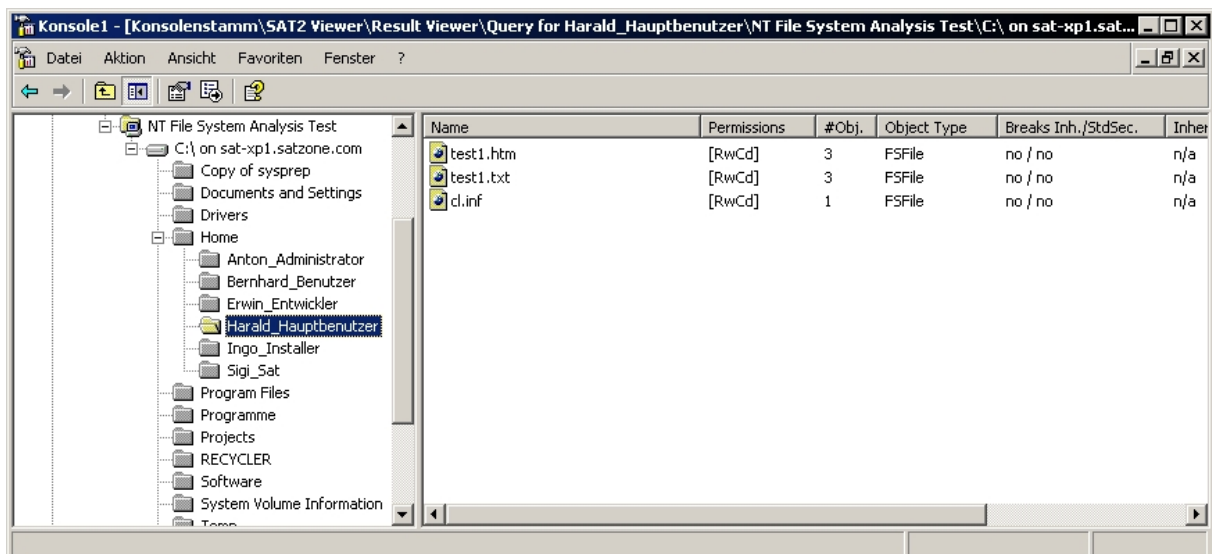 Konsole1 - [Konsolenstamm\SAT2 Viewer\Result Viewer\Query for Harald_Hauptbenutzer\NT File System Analysis Test\C:\ on sat-xp1.sat...
Datei Aktion Ansicht Favoriten Fenster ?
NT File System Analysis Test
C:\ on sat-xp1.satzone.com
Copy of sysprep
Documents and Settings
Drivers
Home
Anton_Administrator
Bernhard_Benutzer
Erwin_Entwickler
Harald_Hauptbenutzer
Ingo_Installer
Sigi_Sat
Program Files
Programme
Projects
RECYCLER
Software
System Volume Information
Temp
Name Permissions #Obj. Object Type Breaks Inh./StdSec. Inher
test1.htm [RwCd] 3 FSFile no / no n/a
test1.txt [RwCd] 3 FSFile no / no n/a
cl.inf [RwCd] 1 FSFile no / no n/a